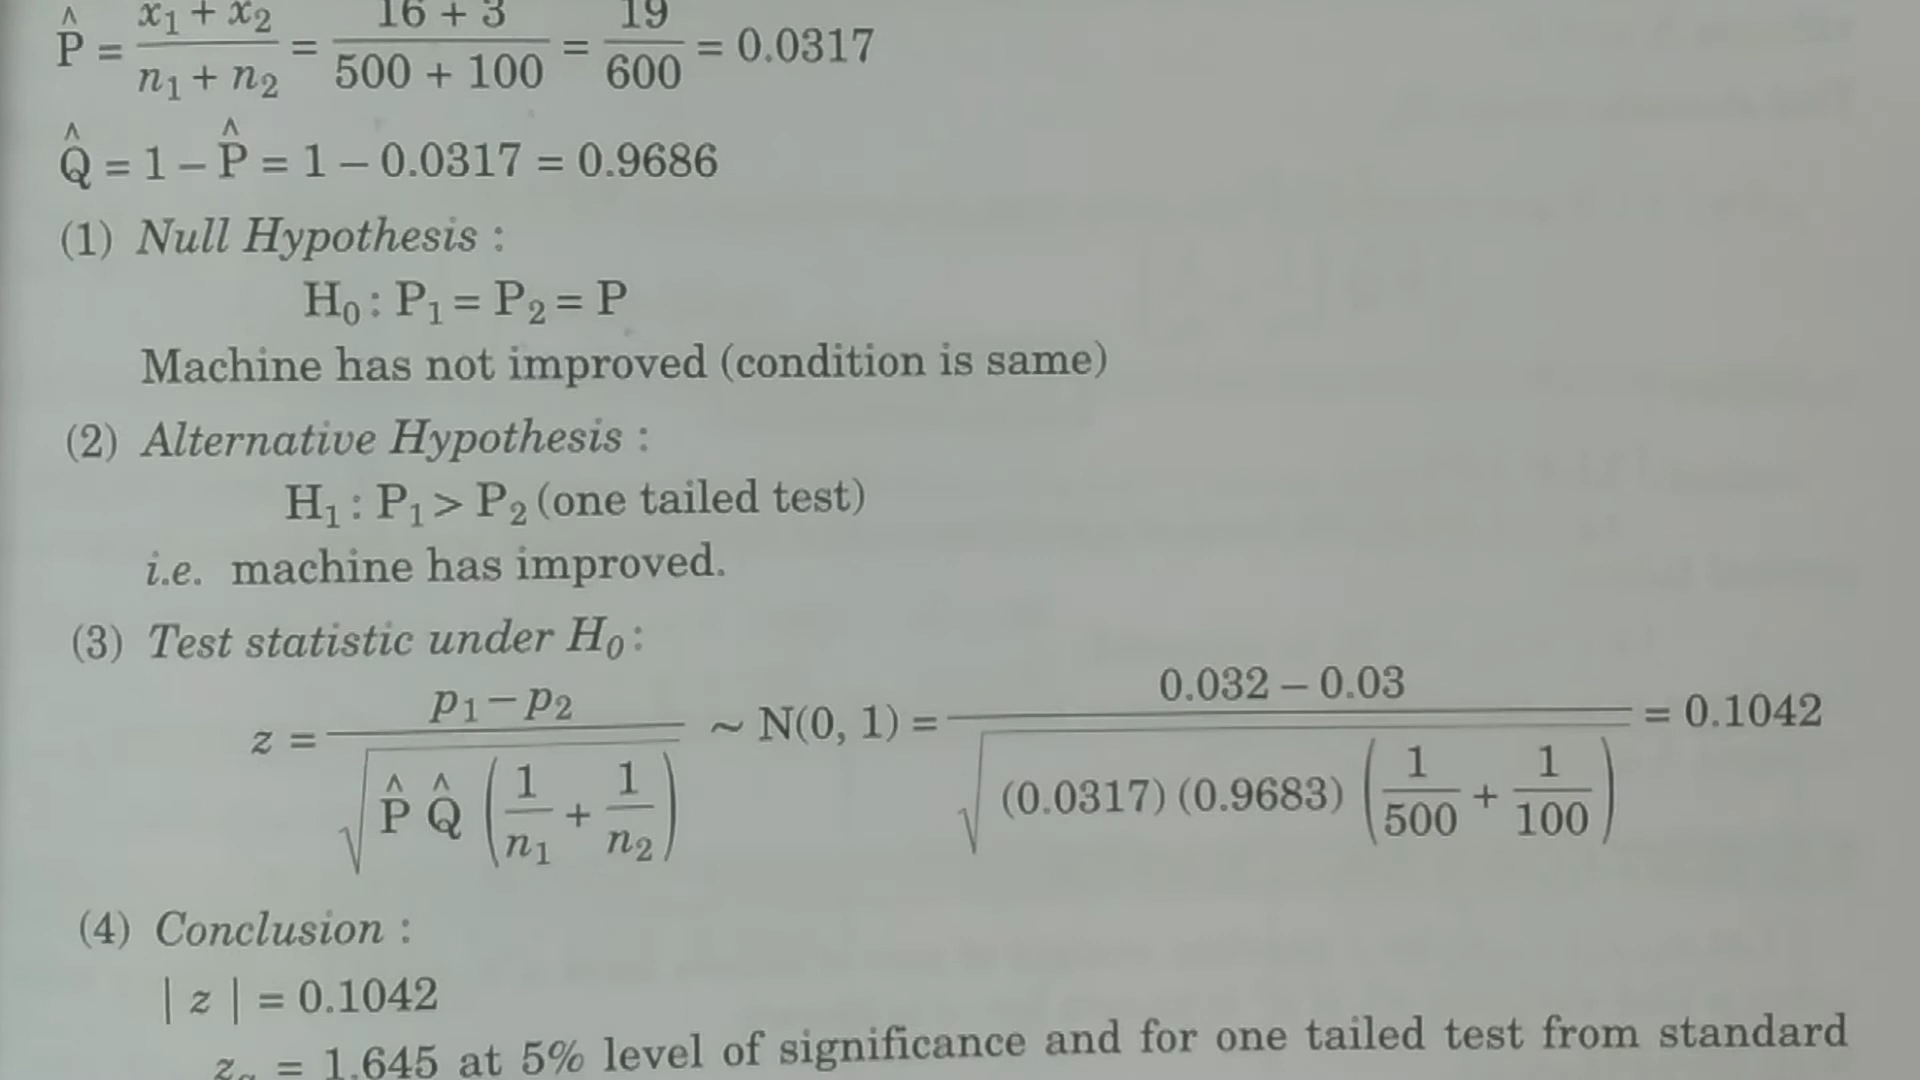 P̂ = (x₁ + x₂)/(n₁ + n₂) = (16 + 3)/(500 + 100) = 19/600 = 0.0317
Q̂ = 1 – P̂ = 1 – 0.0317 = 0.9686
(1) Null Hypothesis :
H₀ : P₁ = P₂ = P
Machine has not improved (condition is same)
(2) Alternative Hypothesis :
H₁ : P₁ > P₂ (one tailed test)
i.e. machine has improved.
(3) Test statistic under H₀ :
z = (p₁ – p₂)/√(P̂ Q̂ (1/n₁ + 1/n₂)) ~ N(0, 1) = (0.032 – 0.03)/√((0.0317) (0.9683) (1/500 + 1/100)) = 0.1042
(4) Conclusion :
| z | = 0.1042
= 1.645 at 5% level of significance and for one tailed test from standard